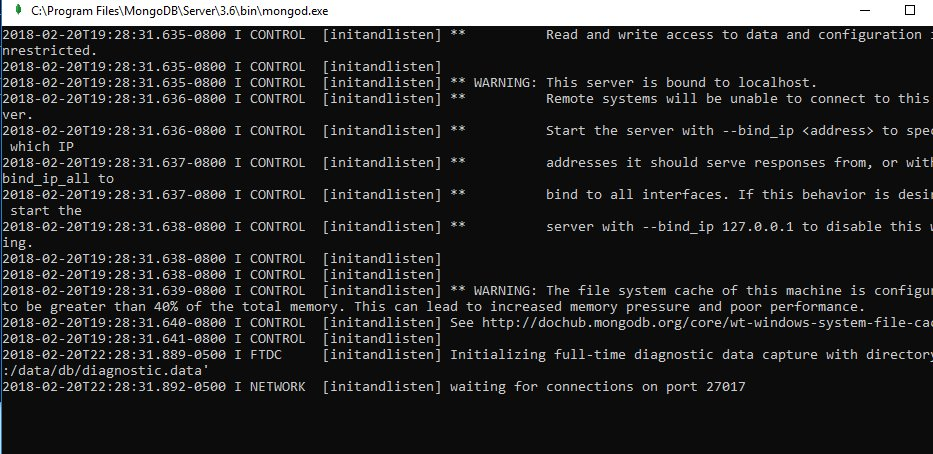 C:\Program Files\MongoDB\Server\3.6\bin\mongod.exe
2018-02-20T19:28:31.635-0800 I CONTROL  [initandlisten] **          Read and write access to data and configuration
nrestricted.
2018-02-20T19:28:31.635-0800 I CONTROL  [initandlisten]
2018-02-20T19:28:31.635-0800 I CONTROL  [initandlisten] ** WARNING: This server is bound to localhost.
2018-02-20T19:28:31.636-0800 I CONTROL  [initandlisten] **          Remote systems will be unable to connect to this
ver.
2018-02-20T19:28:31.636-0800 I CONTROL  [initandlisten] **          Start the server with --bind_ip <address> to spec
 which IP
2018-02-20T19:28:31.637-0800 I CONTROL  [initandlisten] **          addresses it should serve responses from, or with
bind_ip_all to
2018-02-20T19:28:31.637-0800 I CONTROL  [initandlisten] **          bind to all interfaces. If this behavior is desir
 start the
2018-02-20T19:28:31.638-0800 I CONTROL  [initandlisten] **          server with --bind_ip 127.0.0.1 to disable this w
ing.
2018-02-20T19:28:31.638-0800 I CONTROL  [initandlisten]
2018-02-20T19:28:31.638-0800 I CONTROL  [initandlisten]
2018-02-20T19:28:31.639-0800 I CONTROL  [initandlisten] ** WARNING: The file system cache of this machine is configur
to be greater than 40% of the total memory. This can lead to increased memory pressure and poor performance.
2018-02-20T19:28:31.640-0800 I CONTROL  [initandlisten] See http://dochub.mongodb.org/core/wt-windows-system-file-cac
2018-02-20T19:28:31.641-0800 I CONTROL  [initandlisten]
2018-02-20T22:28:31.889-0500 I FTDC     [initandlisten] Initializing full-time diagnostic data capture with directory
:/data/db/diagnostic.data'
2018-02-20T22:28:31.892-0500 I NETWORK  [initandlisten] waiting for connections on port 27017